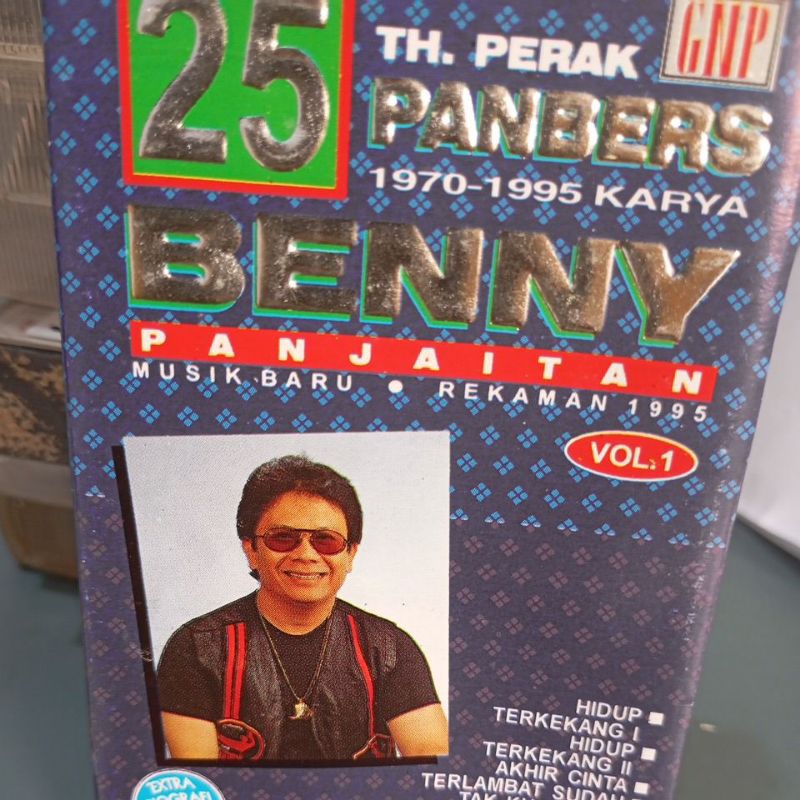 25
TH. PERAK
GNP
PANBERS
1970-1995 KARYA
BENNY
PANJAITAN
MUSIK BARU • REKAMAN 1995
VOL.1
HIDUP
TERKEKANG I
HIDUP
TERKEKANG II
AKHIR CINTA
TERLAMBAT SUDAH
EXTRA